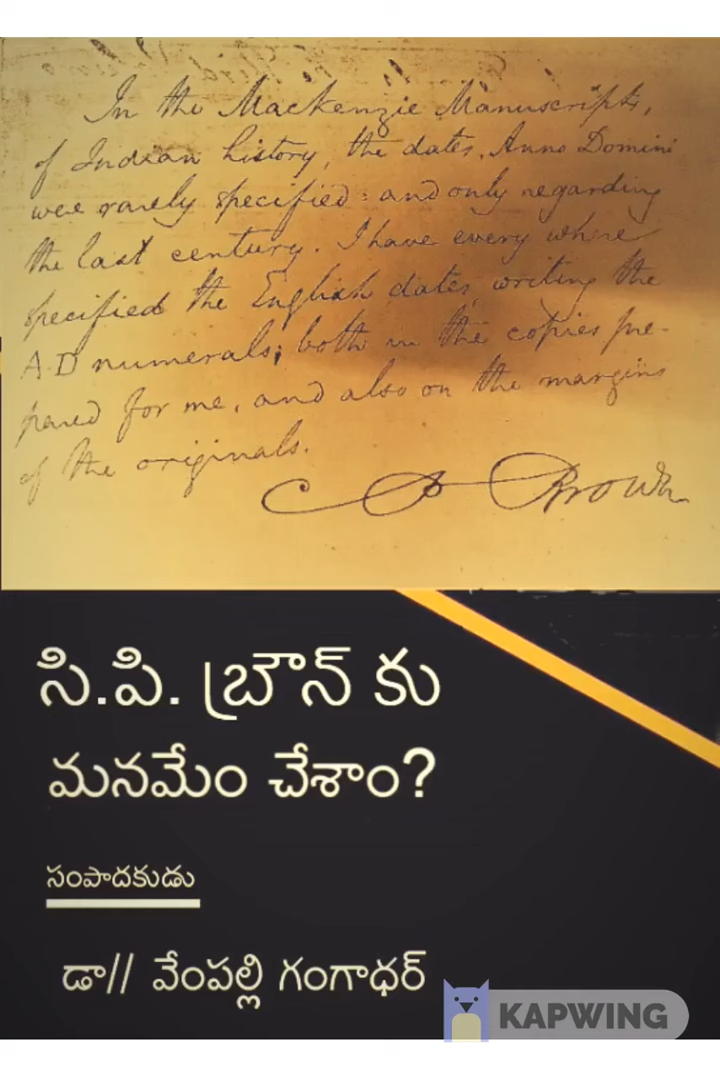 In the Mackenzie Manuscripts,
of Indian history, the dates, Anno Domini
were rarely specified: and only regarding
the last century. I have every where
specified the English dates, writing the
A.D numerals; both in the copies pre-
pared for me, and also on the margins
of the originals.
C P Brown
సి.పి. బ్రౌన్ కు
మనమేం చేశాం?
సంపాదకుడు
డా// వేంపల్లి గంగాధర్
KAPWING